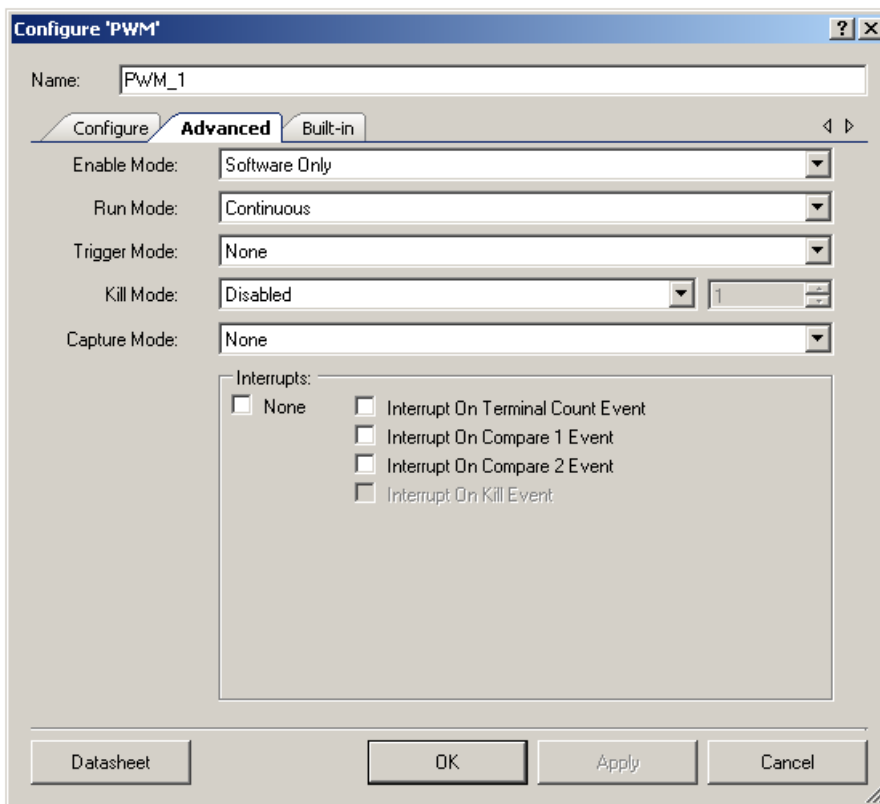 Configure 'PWM'
Name: PWM_1
Configure Advanced Built-in
Enable Mode: Software Only
Run Mode: Continuous
Trigger Mode: None
Kill Mode: Disabled 1
Capture Mode: None
Interrupts:
None Interrupt On Terminal Count Event
Interrupt On Compare 1 Event
Interrupt On Compare 2 Event
Interrupt On Kill Event
Datasheet OK Apply Cancel